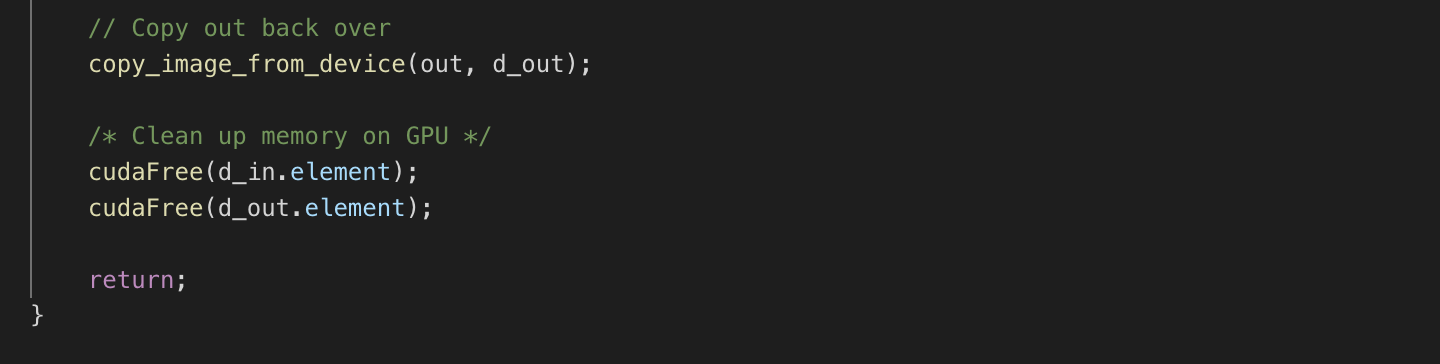 // Copy out back over
copy_image_from_device(out, d_out);
/* Clean up memory on GPU */
cudaFree(d_in.element);
cudaFree(d_out.element);
return;
}